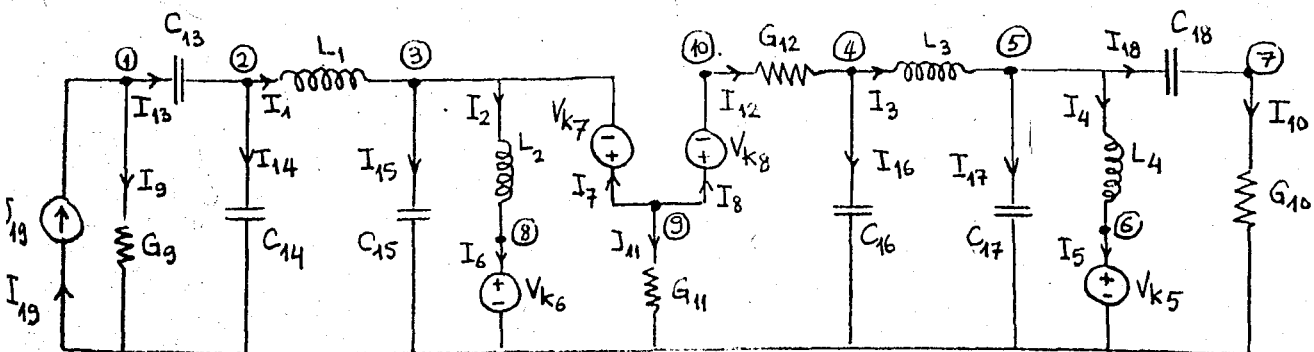 C13 C18
① ② L1 ③ ⑩ G12 ④ L3 ⑤ I18 ⑦
I13 I1 I2 Vk7 I12 I3 I4 I10
I9 I14 I15 L2 I7 Vk8 I8 I16 I17 L4
J19 G9 C14 C15 ⑧ ⑨ C16 C17 ⑥ G10
I19 I6 Vk6 J11 G11 I5 Vk5
- + - + + - + -